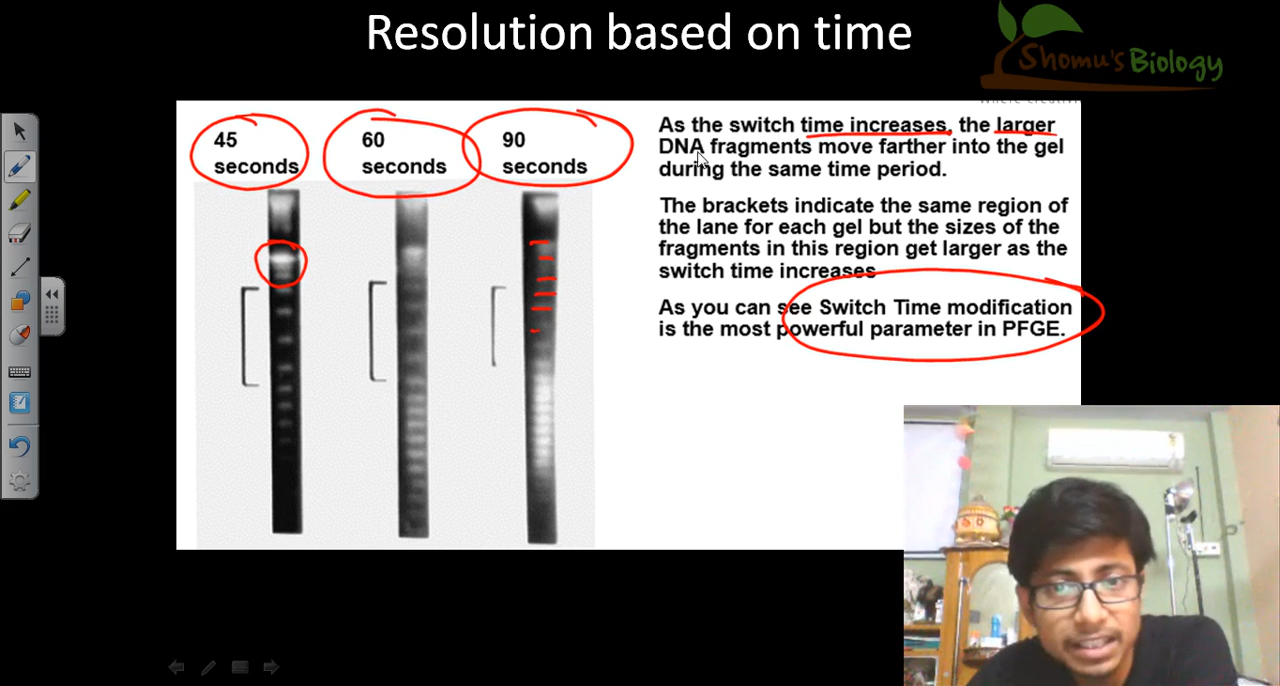 Resolution based on time
Shomu's Biology
45
seconds
60
seconds
90
seconds
As the switch time increases, the larger
DNA fragments move farther into the gel
during the same time period.
The brackets indicate the same region of
the lane for each gel but the sizes of the
fragments in this region get larger as the
switch time increases
As you can see Switch Time modification
is the most powerful parameter in PFGE.